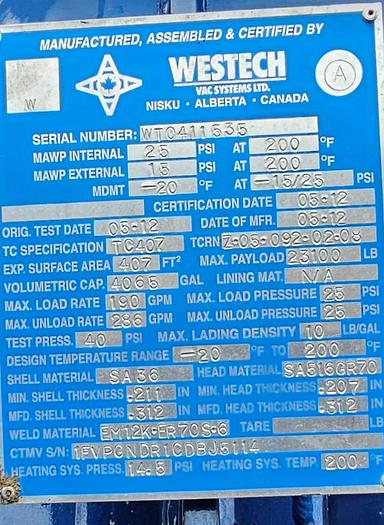 MANUFACTURED, ASSEMBLED & CERTIFIED BY
W
WESTECH
A
VAC SYSTEMS LTD.
NISKU · ALBERTA · CANADA
SERIAL NUMBER: WT0411635
MAWP INTERNAL 25 PSI AT 200 °F
MAWP EXTERNAL 15 PSI AT 200 °F
MDMT -20 °F AT -15/25 PSI
CERTIFICATION DATE 05-12
ORIG. TEST DATE 05-12 DATE OF MFR. 05-12
TC SPECIFICATION TC407 TCRN Z-05-092-02-08
EXP. SURFACE AREA 407 FT² MAX. PAYLOAD 23100 LB
VOLUMETRIC CAP. 4065 GAL LINING MAT. N/A
MAX. LOAD RATE 190 GPM MAX. LOAD PRESSURE 25 PSI
MAX. UNLOAD RATE 286 GPM MAX. UNLOAD PRESSURE 25 PSI
TEST PRESS. 40 PSI MAX. LADING DENSITY 10 LB/GAL
DESIGN TEMPERATURE RANGE -20 °F TO 200 °F
SHELL MATERIAL SA36 HEAD MATERIAL SA516GR70
MIN. SHELL THICKNESS .211 IN MIN. HEAD THICKNESS .207 IN
MFD. SHELL THICKNESS .312 IN MFD. HEAD THICKNESS .312 IN
WELD MATERIAL EM12K-ER70S-6 TARE LB
CTMV S/N: 1FVPGNDR1CDBJ5114
HEATING SYS. PRESS. 14.5 PSI HEATING SYS. TEMP. 200 °F